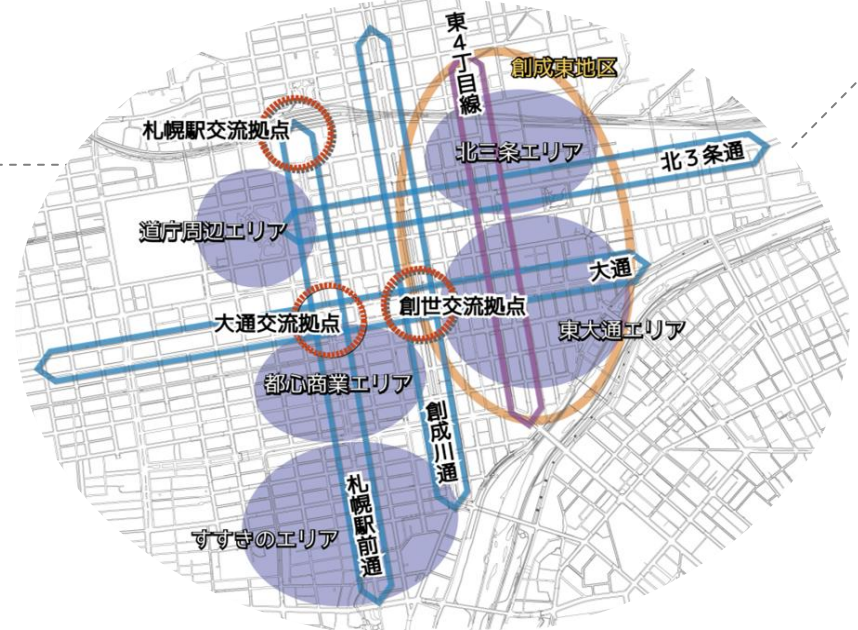 東4丁目線
創成東地区
札幌駅交流拠点
北三条エリア
北3条通
道庁周辺エリア
大通
創世交流拠点
大通交流拠点
東大通エリア
都心商業エリア
創成川通
札幌駅前通
すすきのエリア